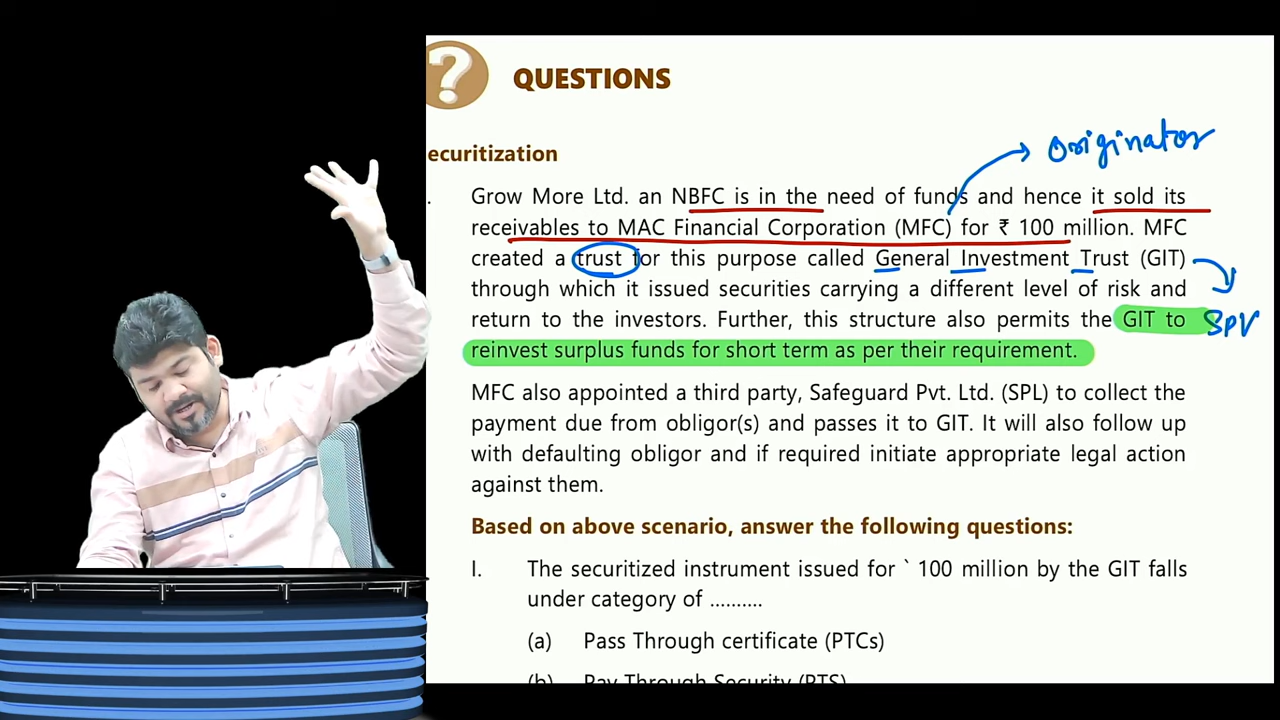 QUESTIONS
ecuritization
Originator
. Grow More Ltd. an NBFC is in the need of funds and hence it sold its
receivables to MAC Financial Corporation (MFC) for ₹ 100 million. MFC
created a trust for this purpose called General Investment Trust (GIT)
through which it issued securities carrying a different level of risk and
return to the investors. Further, this structure also permits the GIT to
SPV
reinvest surplus funds for short term as per their requirement.
MFC also appointed a third party, Safeguard Pvt. Ltd. (SPL) to collect the
payment due from obligor(s) and passes it to GIT. It will also follow up
with defaulting obligor and if required initiate appropriate legal action
against them.
Based on above scenario, answer the following questions:
I. The securitized instrument issued for ` 100 million by the GIT falls
under category of ..........
(a) Pass Through certificate (PTCs)
(b) Pay Through Security (PTS)